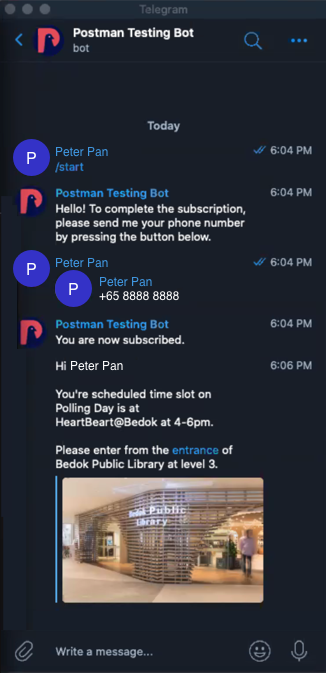 Telegram
Postman Testing Bot
bot
Today
P
Peter Pan
6:04 PM
/start
Postman Testing Bot
6:04 PM
Hello! To complete the subscription,
please send me your phone number
by pressing the button below.
P
Peter Pan
6:04 PM
P
Peter Pan
+65 8888 8888
Postman Testing Bot
6:04 PM
You are now subscribed.
Hi Peter Pan
6:06 PM
You're scheduled time slot on
Polling Day is at
HeartBeart@Bedok at 4-6pm.
Please enter from the entrance of
Bedok Public Library at level 3.
Bedok Public
Library
Write a message...